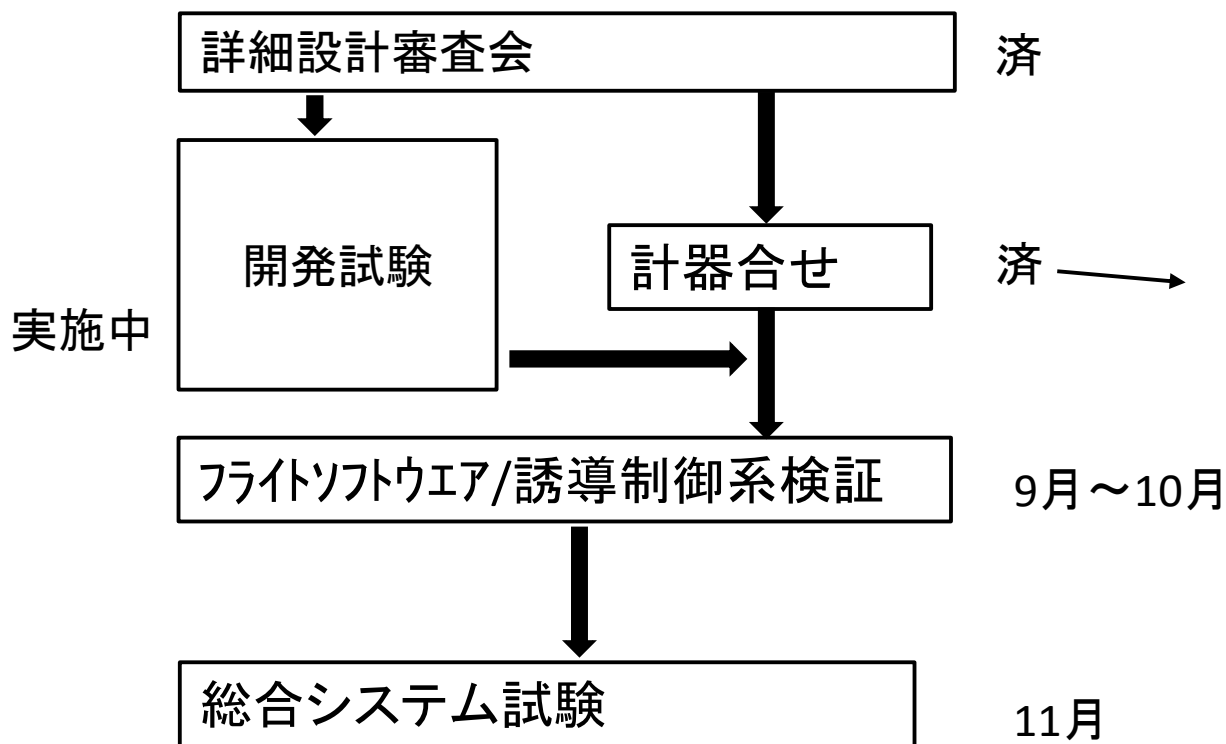 詳細設計審査会
済
開発試験
計器合せ
済
実施中
フライトソフトウエア/誘導制御系検証
9月～10月
総合システム試験
11月